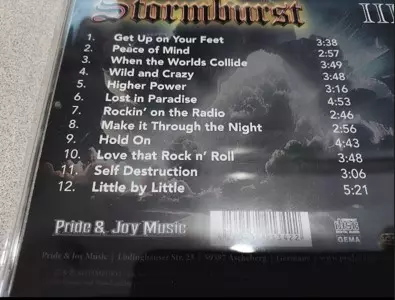 Stormburst
1. Get Up on Your Feet 3:38
2. Peace of Mind 2:57
3. When the Worlds Collide 3:49
4. Wild and Crazy 3:48
5. Higher Power 3:16
6. Lost in Paradise 4:53
7. Rockin' on the Radio 2:46
8. Make it Through the Night 2:56
9. Hold On 4:43
10. Love that Rock n' Roll 3:48
11. Self Destruction 3:06
12. Little by Little 5:21
Pride & Joy Music
GEMA
Pride & Joy Music | | Germany |